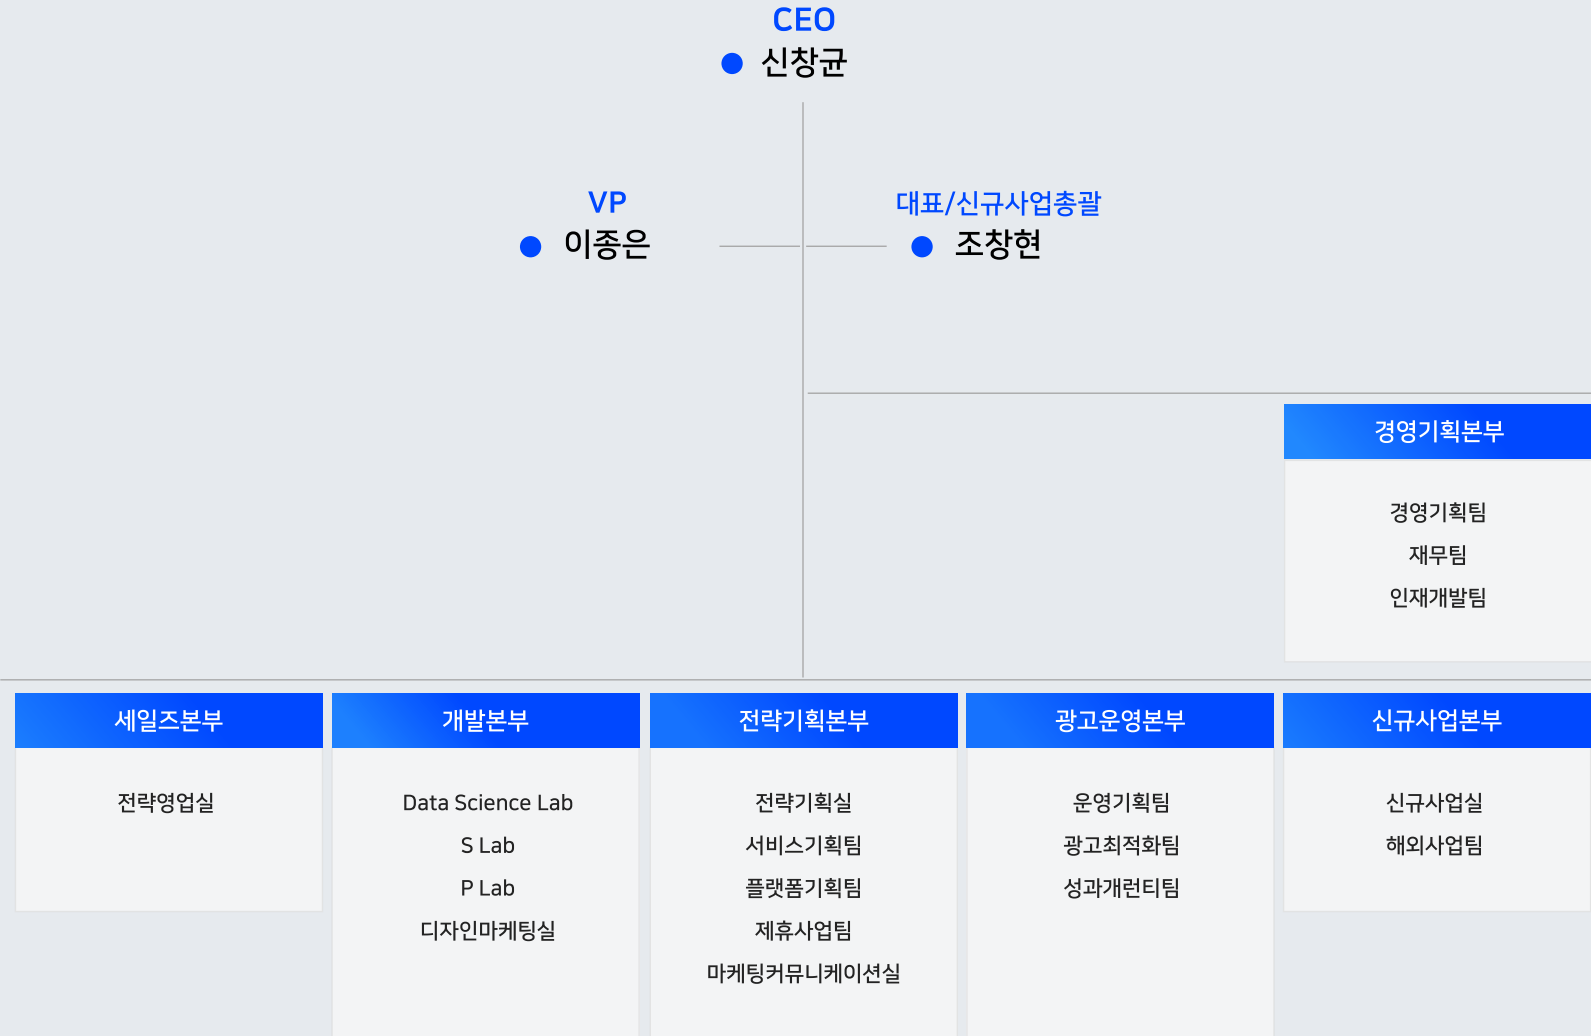 CEO
신창균
VP
이종은
대표/신규사업총괄
조창현
경영기획본부
경영기획팀
재무팀
인재개발팀
세일즈본부
전략영업실
개발본부
Data Science Lab
S Lab
P Lab
디자인마케팅실
전략기획본부
전략기획실
서비스기획팀
플랫폼기획팀
제휴사업팀
마케팅커뮤니케이션실
광고운영본부
운영기획팀
광고최적화팀
성과개런티팀
신규사업본부
신규사업실
해외사업팀